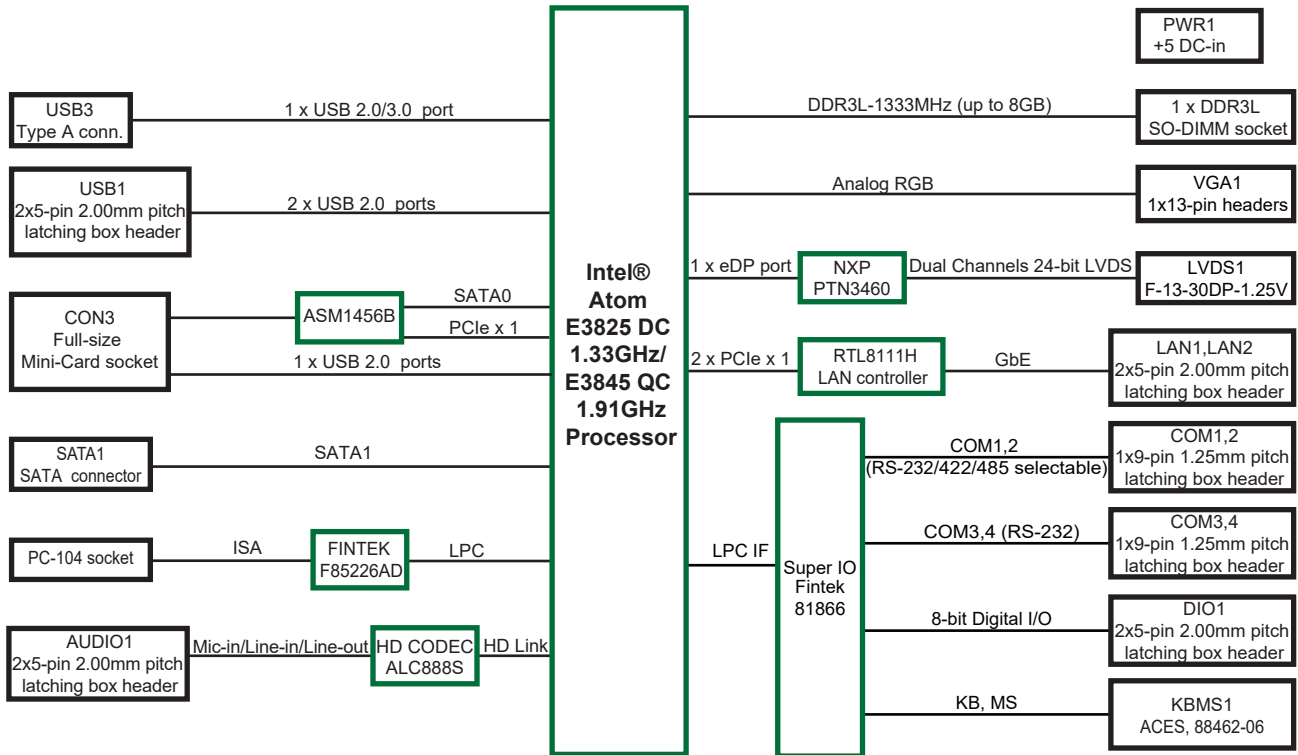 PWR1
+5 DC-in
USB3
Type A conn.
1 x USB 2.0/3.0 port
USB1
2x5-pin 2.00mm pitch
latching box header
2 x USB 2.0 ports
CON3
Full-size
Mini-Card socket
ASM1456B
SATA0
PCIe x 1
1 x USB 2.0 ports
SATA1
SATA connector
SATA1
PC-104 socket
ISA
FINTEK
F85226AD
LPC
AUDIO1
2x5-pin 2.00mm pitch
latching box header
Mic-in/Line-in/Line-out
HD CODEC
ALC888S
HD Link
Intel®
Atom
E3825 DC
1.33GHz/
E3845 QC
1.91GHz
Processor
DDR3L-1333MHz (up to 8GB)
1 x DDR3L
SO-DIMM socket
Analog RGB
VGA1
1x13-pin headers
1 x eDP port
NXP
PTN3460
Dual Channels 24-bit LVDS
LVDS1
F-13-30DP-1.25V
2 x PCIe x 1
RTL8111H
LAN controller
GbE
LAN1,LAN2
2x5-pin 2.00mm pitch
latching box header
LPC IF
Super IO
Fintek
81866
COM1,2
(RS-232/422/485 selectable)
COM1,2
1x9-pin 1.25mm pitch
latching box header
COM3,4 (RS-232)
COM3,4
1x9-pin 1.25mm pitch
latching box header
8-bit Digital I/O
DIO1
2x5-pin 2.00mm pitch
latching box header
KB, MS
KBMS1
ACES, 88462-06